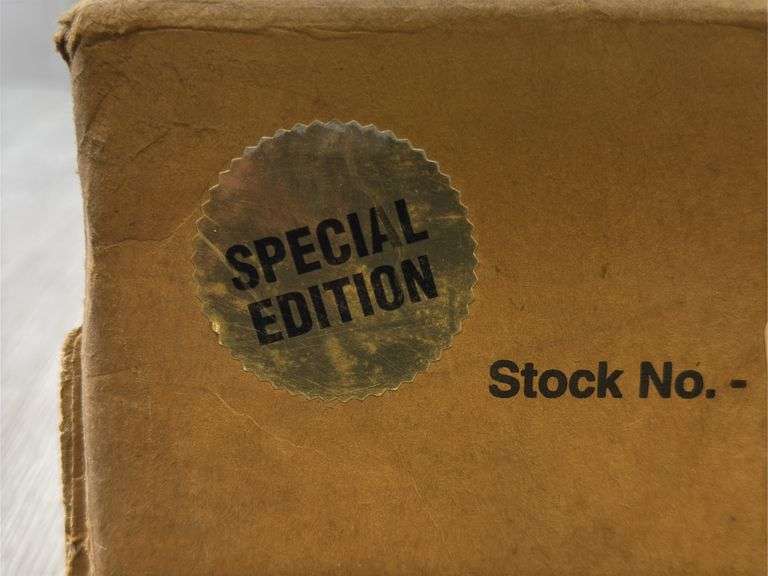 SPECIAL
EDITION
Stock No. -